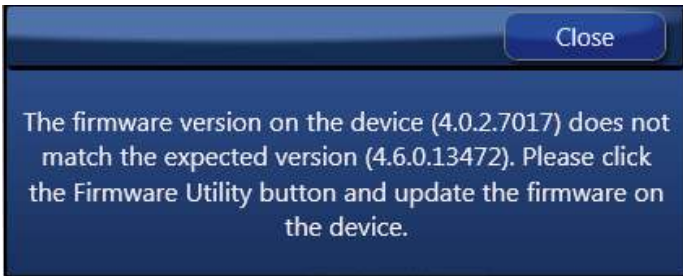 Close
The firmware version on the device (4.0.2.7017) does not
match the expected version (4.6.0.13472). Please click
the Firmware Utility button and update the firmware on
the device.